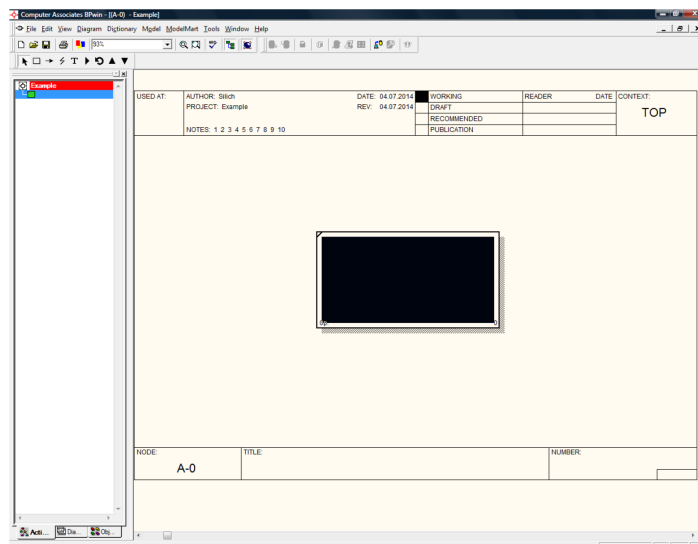 Computer Associates BPwin - [(A-0) - Example]
File Edit View Diagram Dictionary Model ModelMart Tools Window Help
93%
T
Example
USED AT: AUTHOR: Silich DATE: 04.07.2014 WORKING READER DATE CONTEXT:
PROJECT: Example REV: 04.07.2014 DRAFT
TOP
RECOMMENDED
NOTES: 1 2 3 4 5 6 7 8 9 10 PUBLICATION
0р. 0
NODE: TITLE: NUMBER:
A-0
Acti... Dia... Obj...